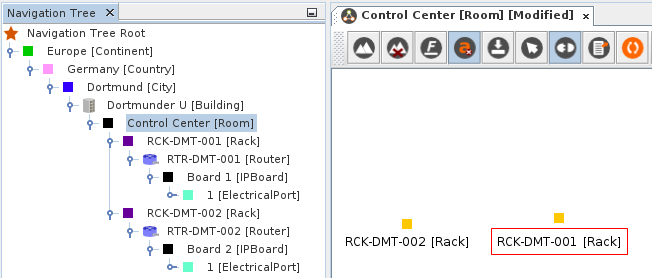 Navigation Tree
Navigation Tree Root
Europe [Continent]
Germany [Country]
Dortmund [City]
Dortmunder U [Building]
Control Center [Room]
RCK-DMT-001 [Rack]
RTR-DMT-001 [Router]
Board 1 [IPBoard]
1 [ElectricalPort]
RCK-DMT-002 [Rack]
RTR-DMT-002 [Router]
Board 2 [IPBoard]
1 [ElectricalPort]
Control Center [Room] [Modified]
F
RCK-DMT-002 [Rack]
RCK-DMT-001 [Rack]